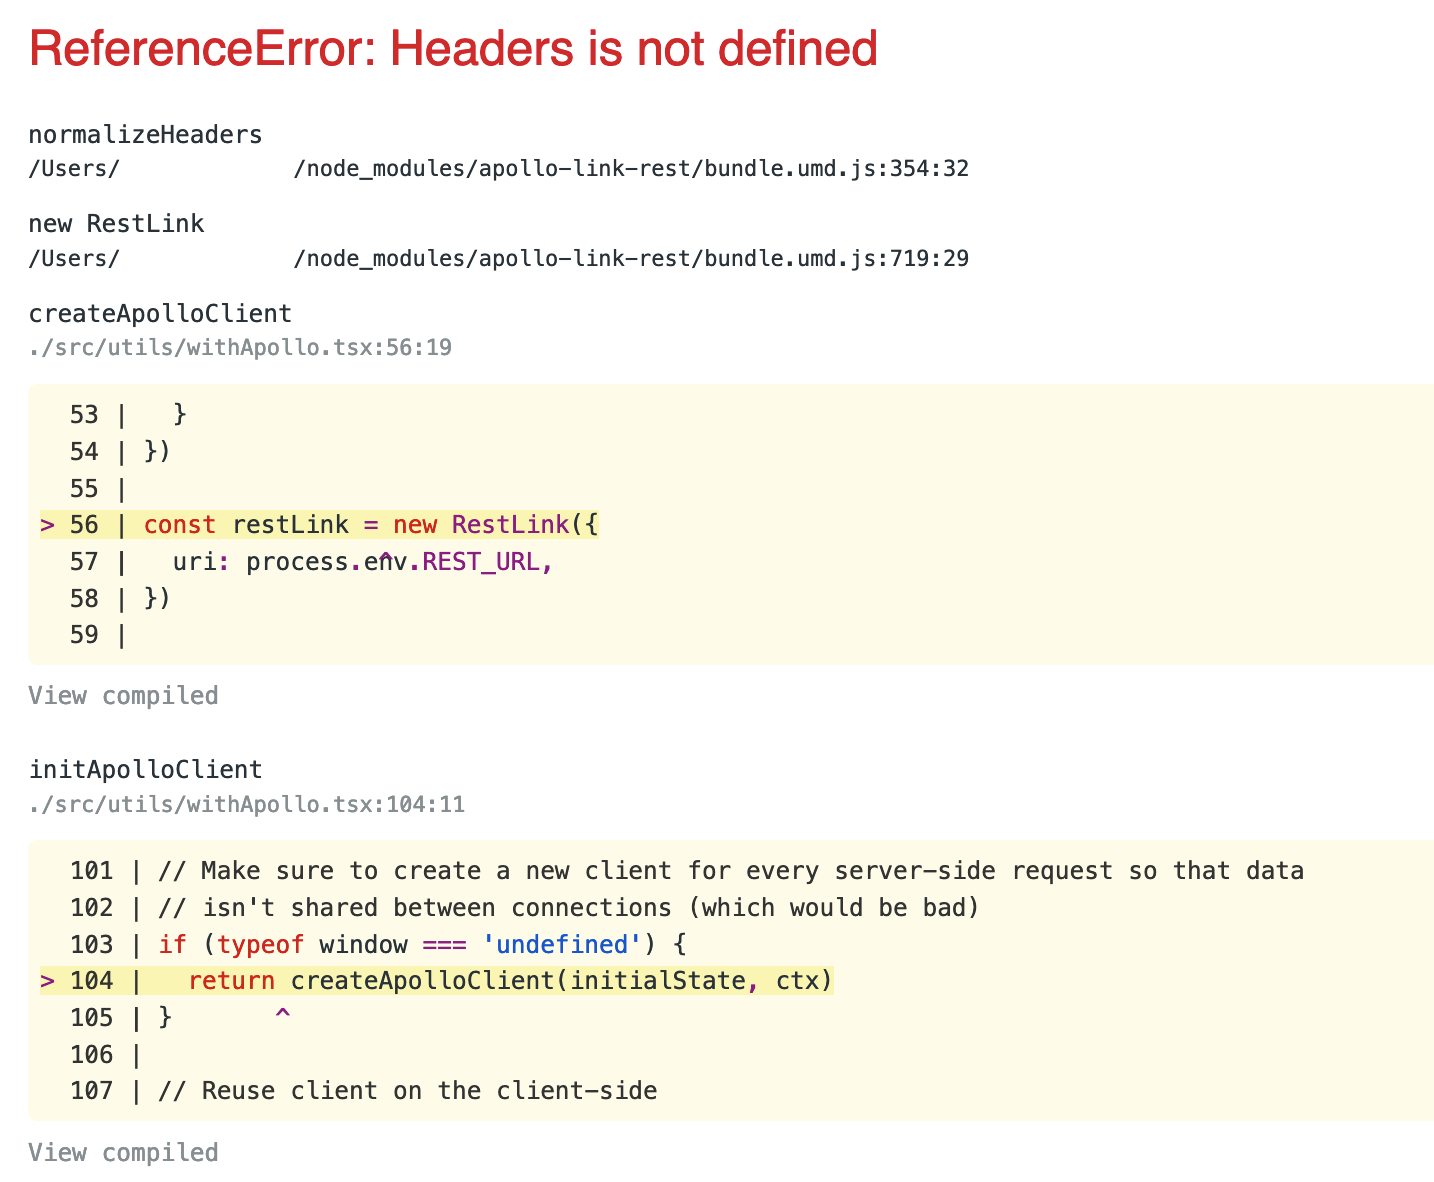 ReferenceError: Headers is not defined
normalizeHeaders
/Users/ /node_modules/apollo-link-rest/bundle.umd.js:354:32
new RestLink
/Users/ /node_modules/apollo-link-rest/bundle.umd.js:719:29
createApolloClient
./src/utils/withApollo.tsx:56:19
53 |   }
54 | })
55 |
> 56 | const restLink = new RestLink({
57 |   uri: process.env.REST_URL,
^
58 | })
59 |
View compiled
initApolloClient
./src/utils/withApollo.tsx:104:11
101 | // Make sure to create a new client for every server-side request so that data
102 | // isn't shared between connections (which would be bad)
103 | if (typeof window === 'undefined') {
> 104 |   return createApolloClient(initialState, ctx)
105 | }       ^
106 |
107 | // Reuse client on the client-side
View compiled